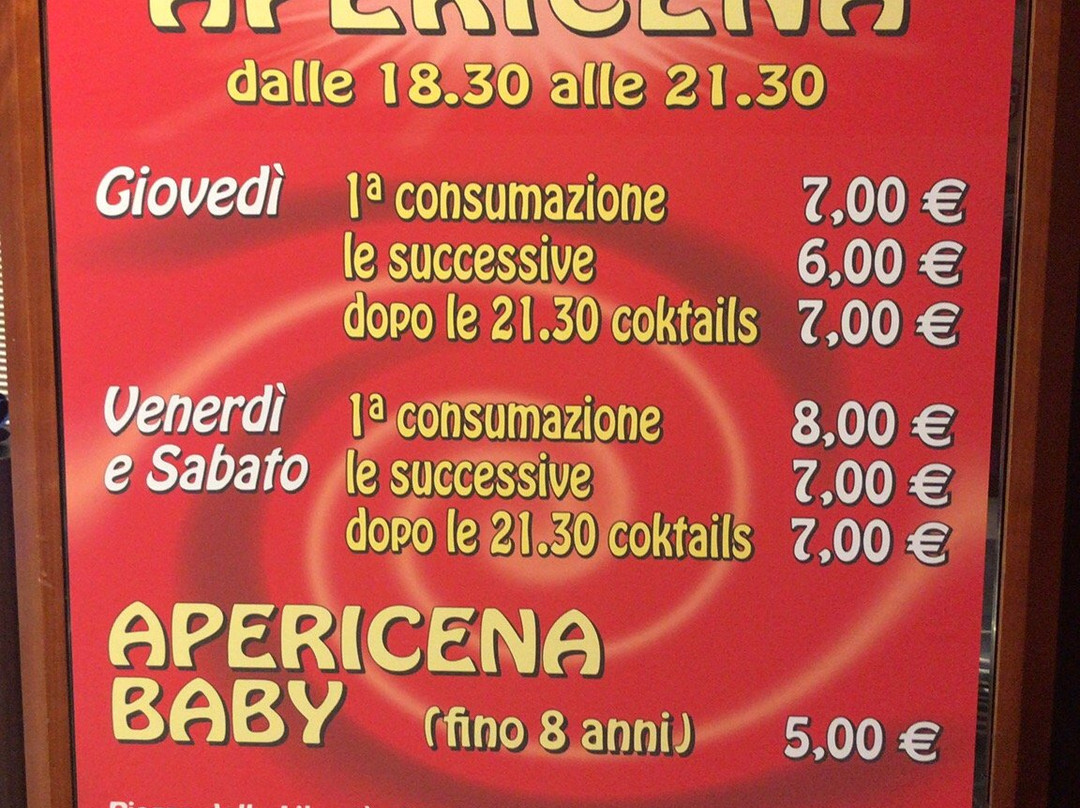 APERICENA
dalle 18.30 alle 21.30
Giovedì 1ª consumazione 7,00 €
le successive 6,00 €
dopo le 21.30 coktails 7,00 €
Venerdì 1ª consumazione 8,00 €
e Sabato le successive 7,00 €
dopo le 21.30 coktails 7,00 €
APERICENA
BABY (fino 8 anni) 5,00 €